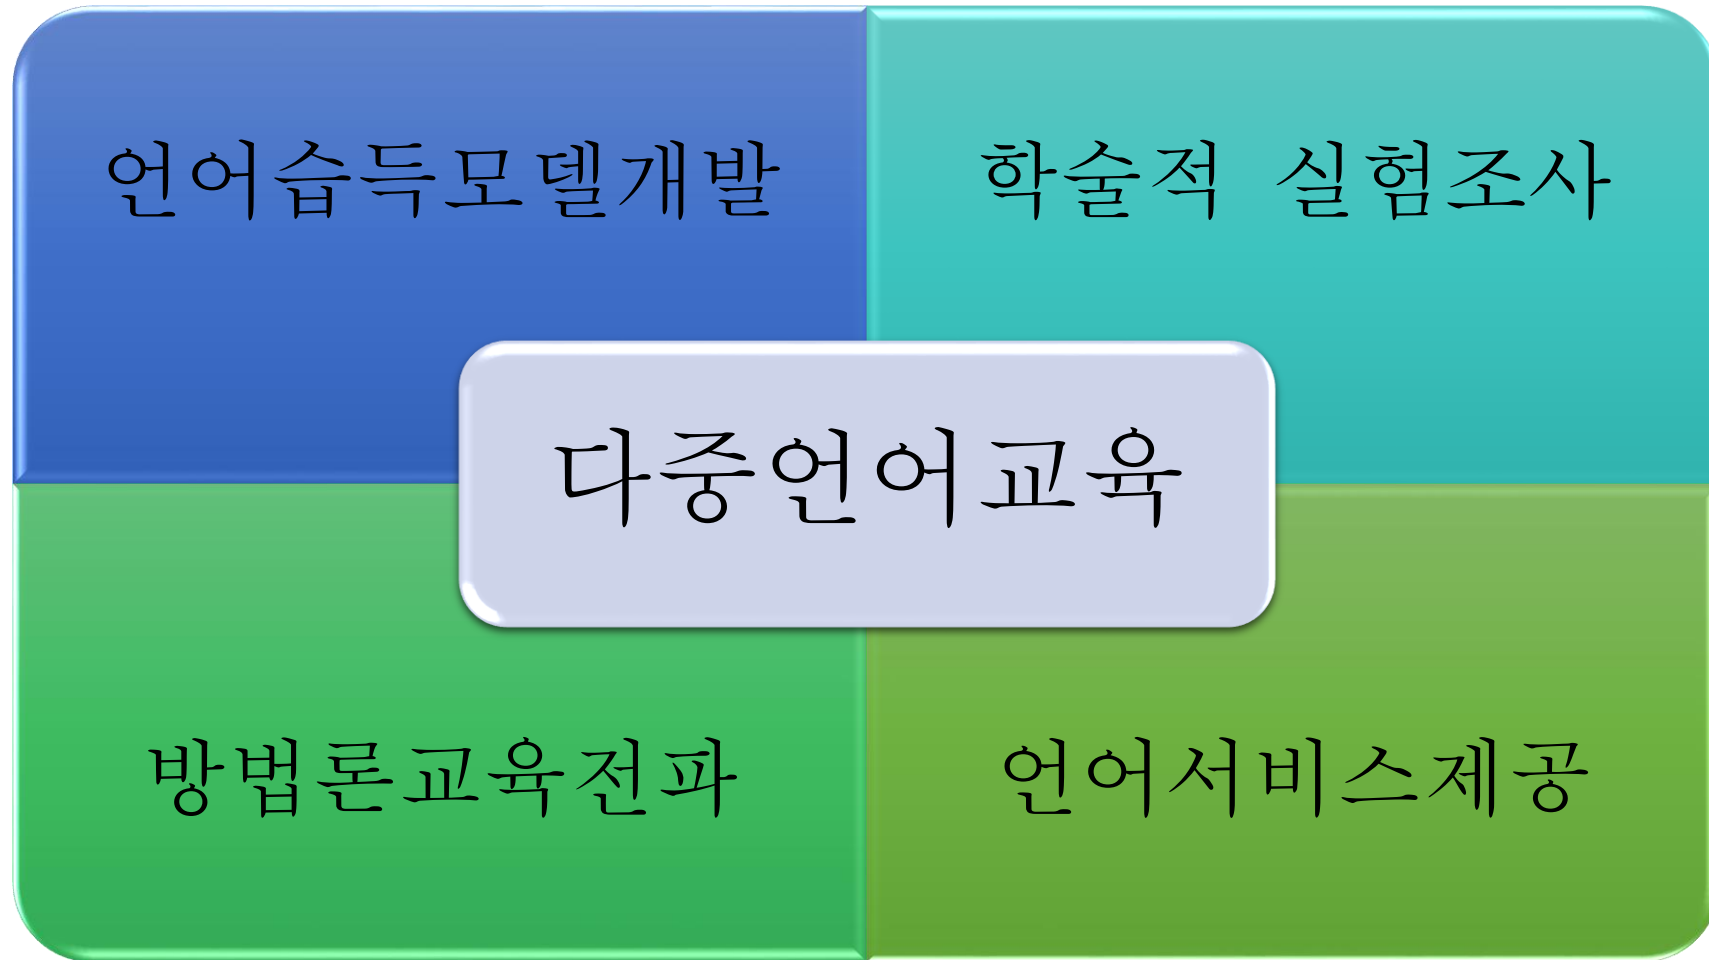 언어습득모델개발
학술적 실험조사
다중언어교육
방법론교육전파
언어서비스제공